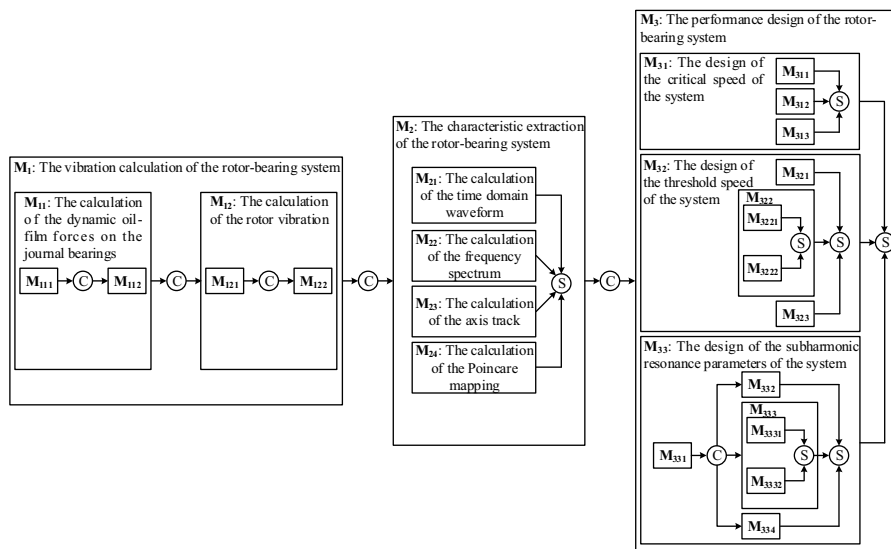 M₁: The vibration calculation of the rotor-bearing system
M₁₁: The calculation
of the dynamic oil-
film forces on the
journal bearings
M₁₁₁
C
M₁₁₂
C
M₁₂: The calculation
of the rotor vibration
M₁₂₁
C
M₁₂₂
C
M₂: The characteristic extraction
of the rotor-bearing system
M₂₁: The calculation
of the time domain
waveform
M₂₂: The calculation
of the frequency
spectrum
M₂₃: The calculation
of the axis track
M₂₄: The calculation
of the Poincare
mapping
S
C
M₃: The performance design of the rotor-
bearing system
M₃₁: The design of
the critical speed of
the system
M₃₁₁
M₃₁₂
M₃₁₃
S
M₃₂: The design of
the threshold speed
of the system
M₃₂₁
M₃₂₂
M₃₂₂₁
M₃₂₂₂
S
S
M₃₂₃
S
M₃₃: The design of the subharmonic
resonance parameters of the system
M₃₃₁
C
M₃₃₂
M₃₃₃
M₃₃₃₁
M₃₃₃₂
S
S
M₃₃₄